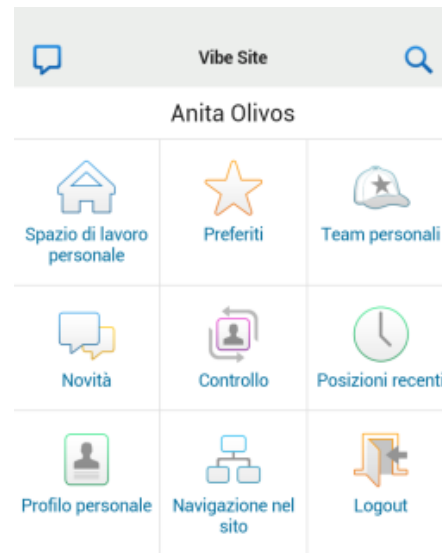 Vibe Site
Anita Olivos
Spazio di lavoro
personale
Preferiti
Team personali
Novità
Controllo
Posizioni recenti
Profilo personale
Navigazione nel
sito
Logout